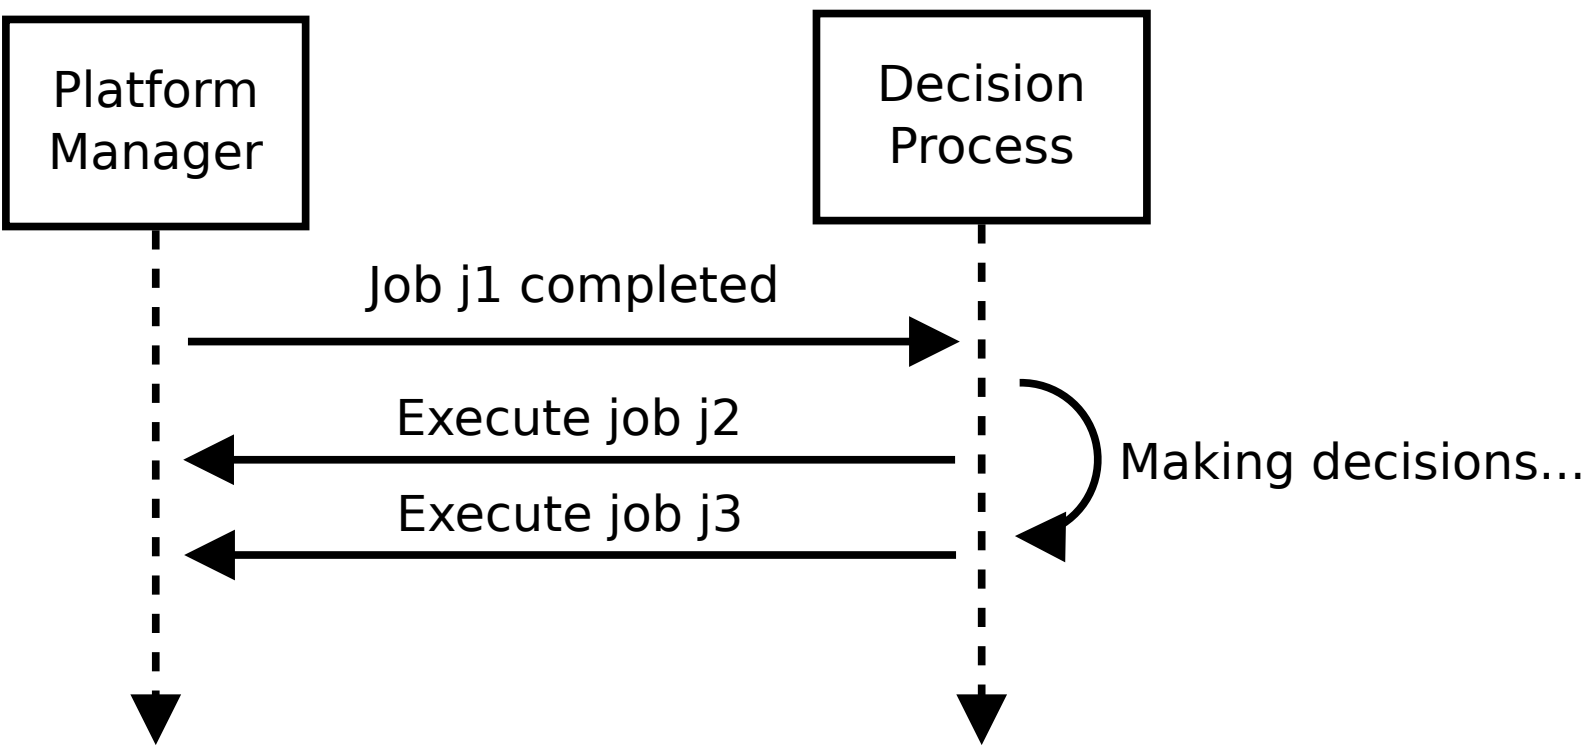 Platform
Manager
Decision
Process
Job j1 completed
Execute job j2
Making decisions...
Execute job j3